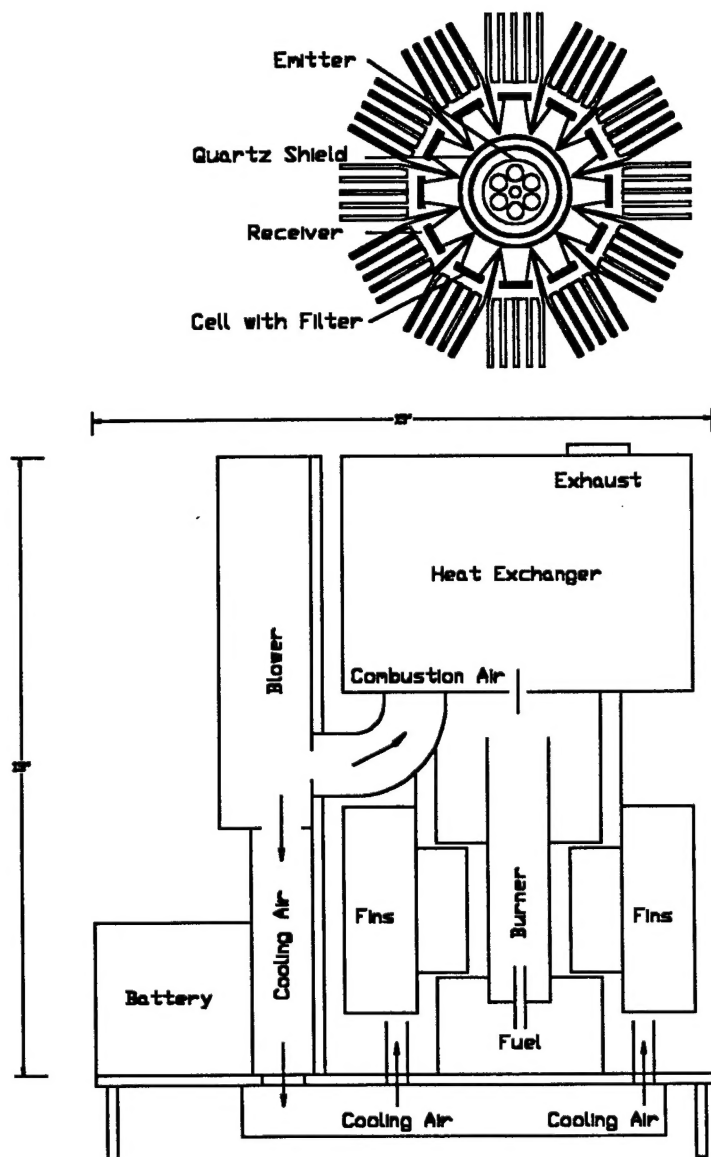 Emitter
Quartz Shield
Receiver
Cell with Filter
Exhaust
Heat Exchanger
Blower
Combustion Air
Cooling Air
Fins
Burner
Fins
Battery
Fuel
Cooling Air
Cooling Air